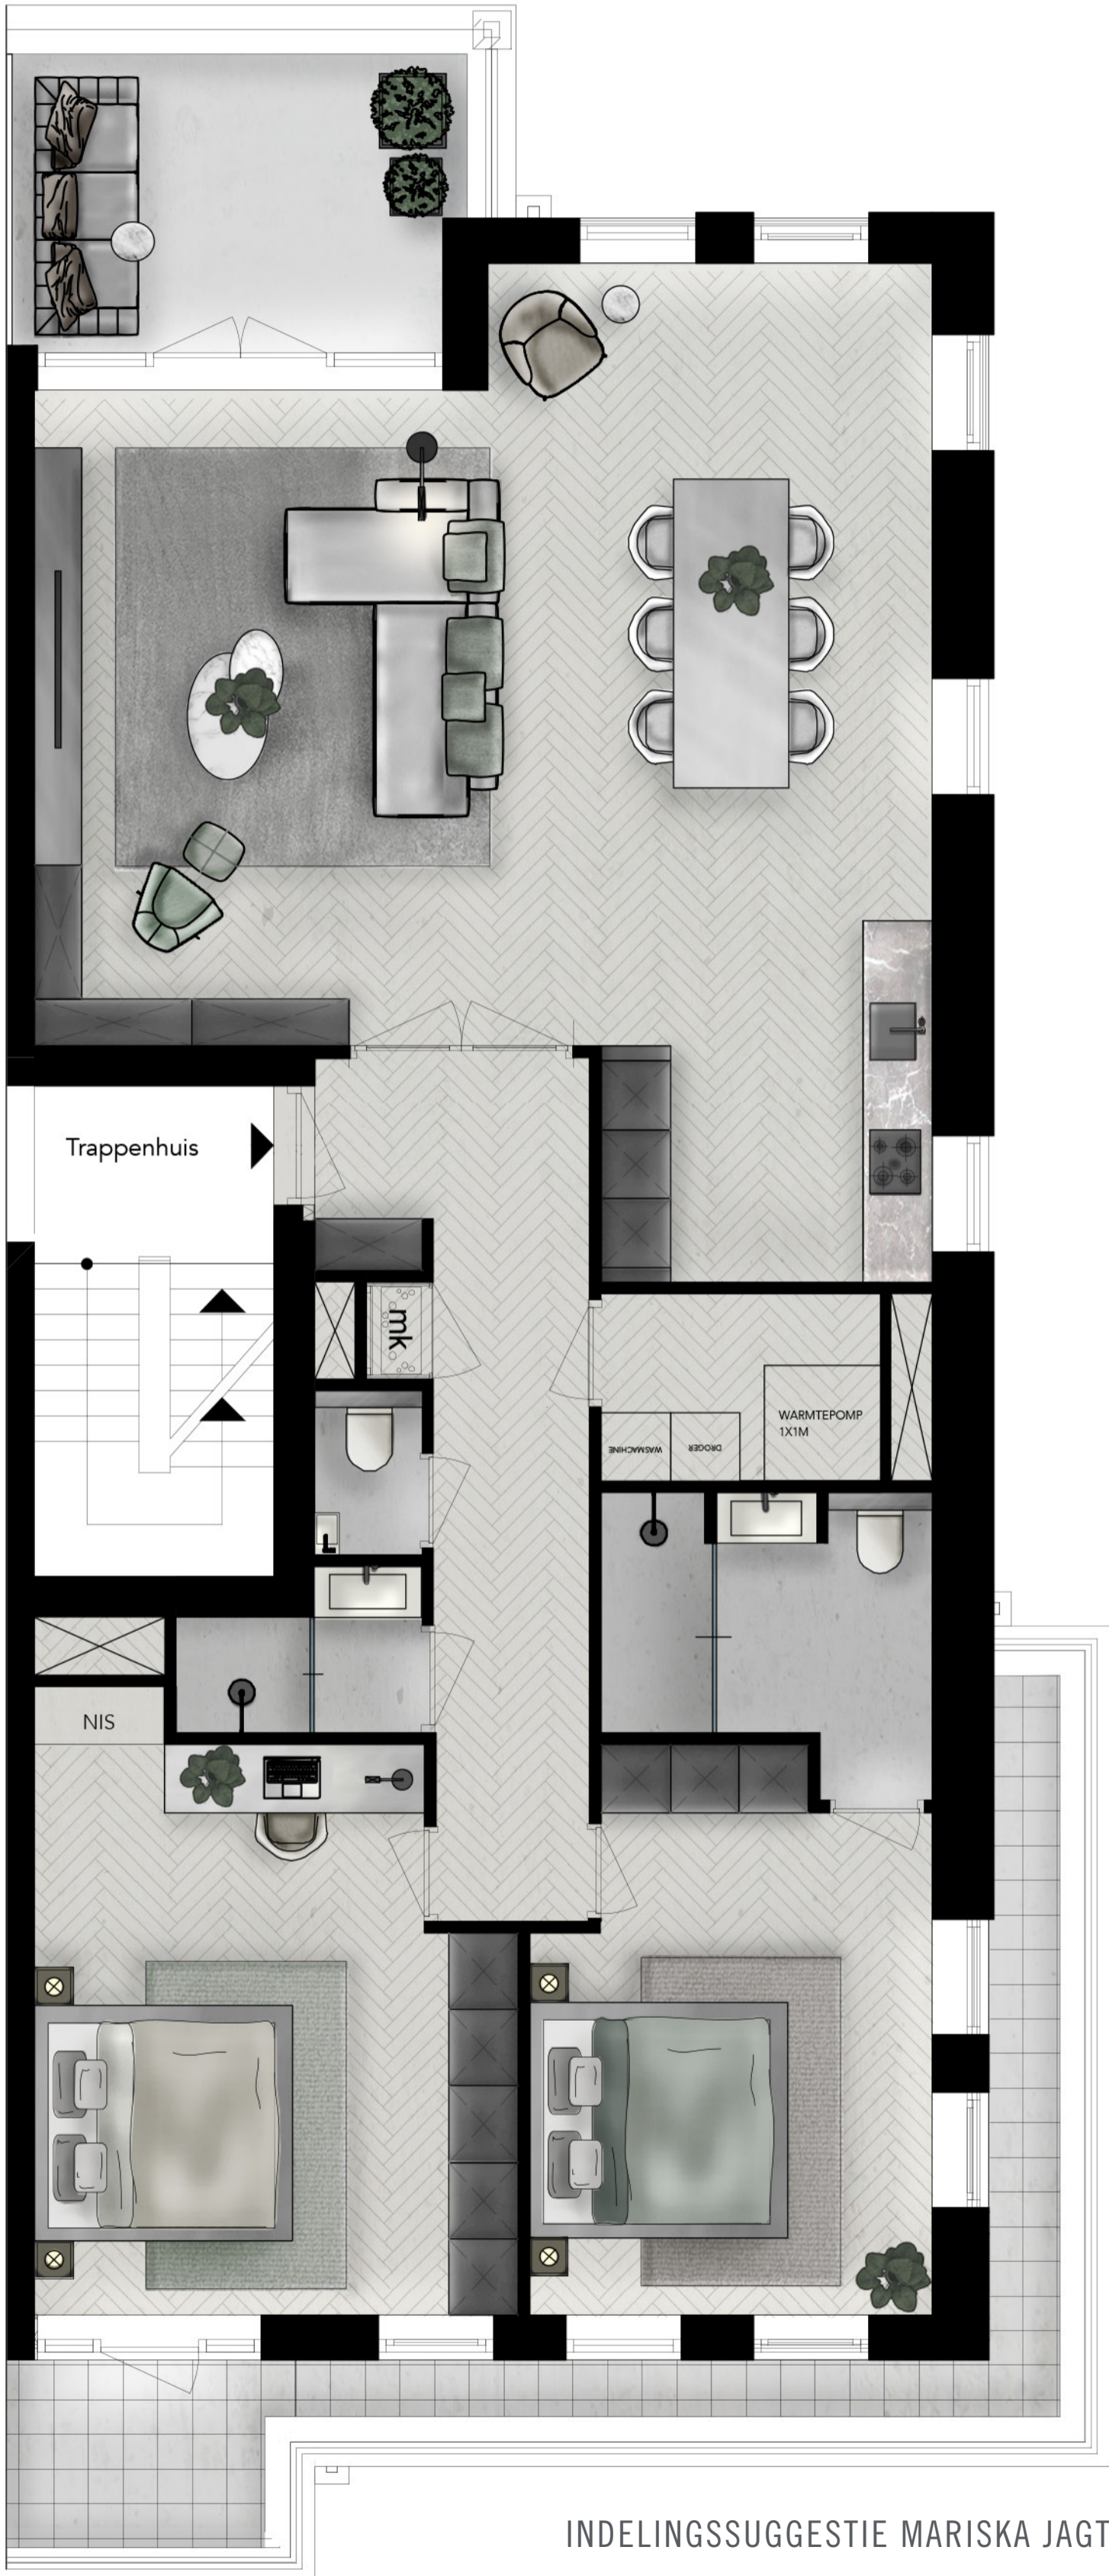 Trappenhuis
mk
WARMTEPOMP
1X1M
WASMACHINE
DROGER
NIS
INDELINGSSUGGESTIE MARISKA JAGT